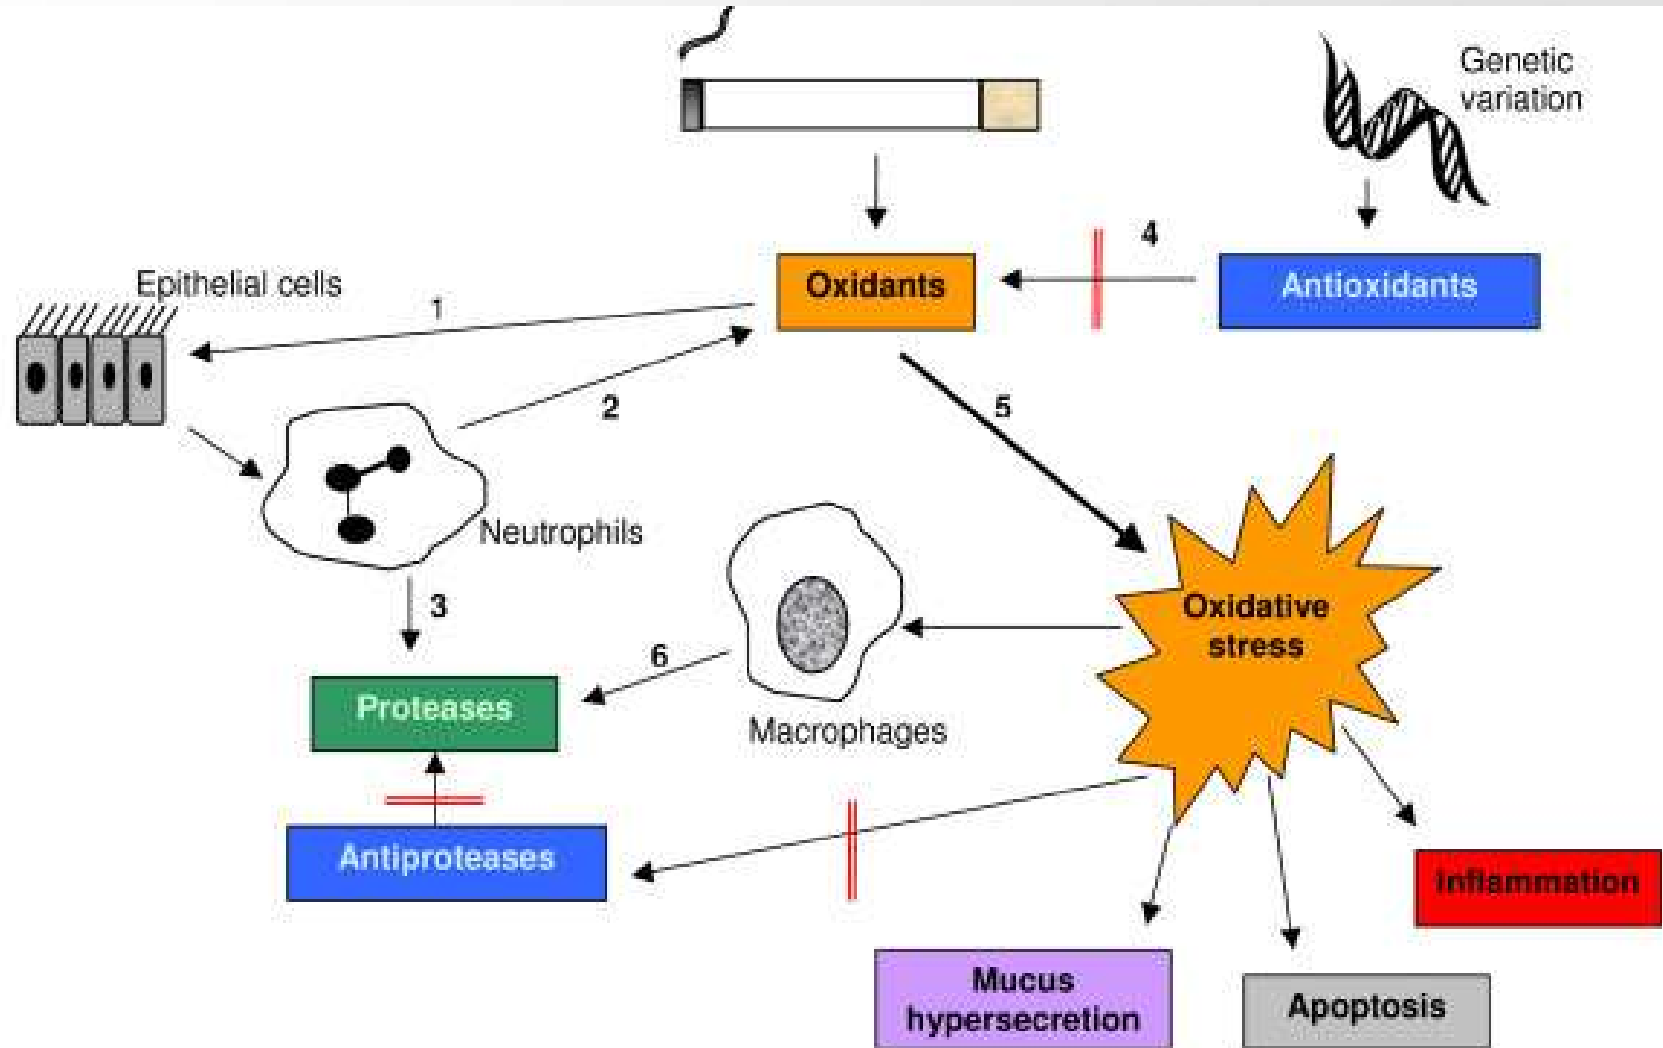 Genetic
variation
4
Oxidants
Antioxidants
Epithelial cells
1
2
5
Neutrophils
Oxidative
stress
3
6
Proteases
Macrophages
Antiproteases
Inflammation
Mucus
hypersecretion
Apoptosis